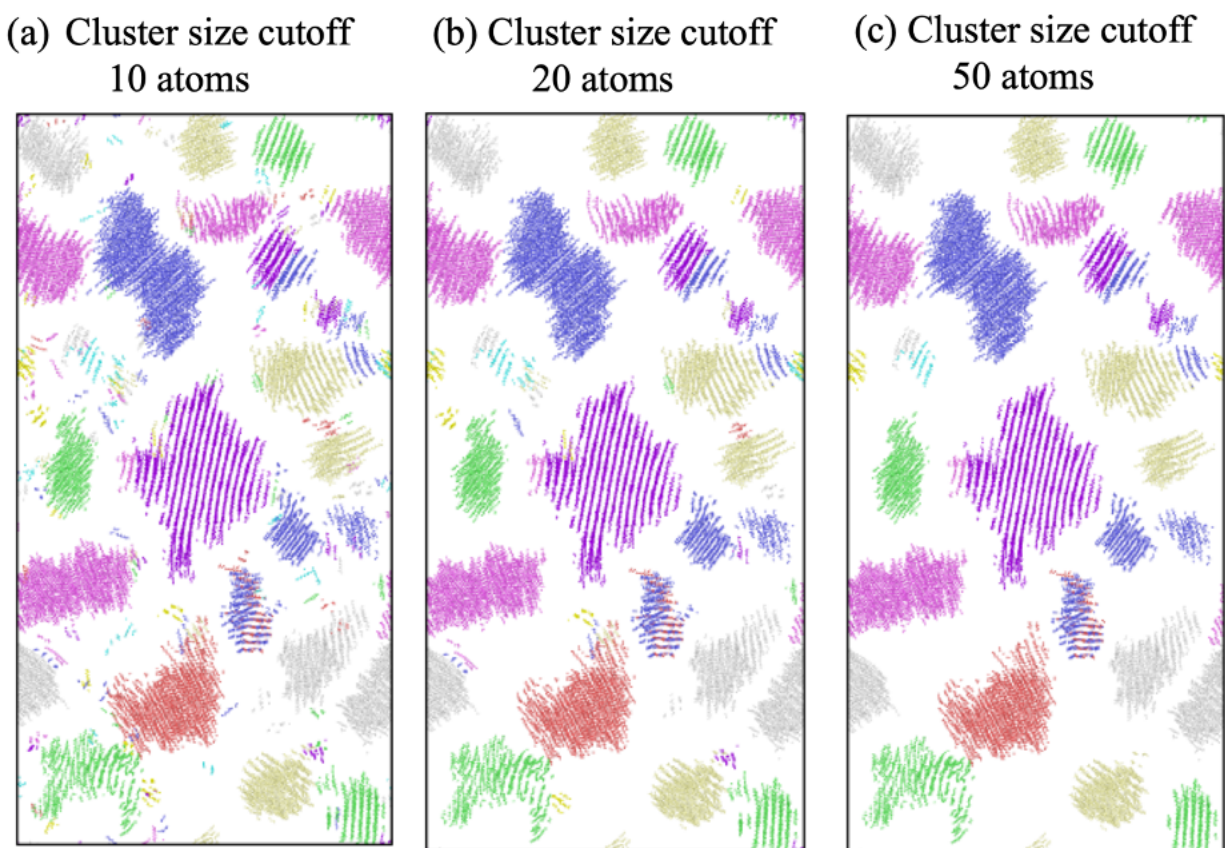 (a) Cluster size cutoff
10 atoms
(b) Cluster size cutoff
20 atoms
(c) Cluster size cutoff
50 atoms